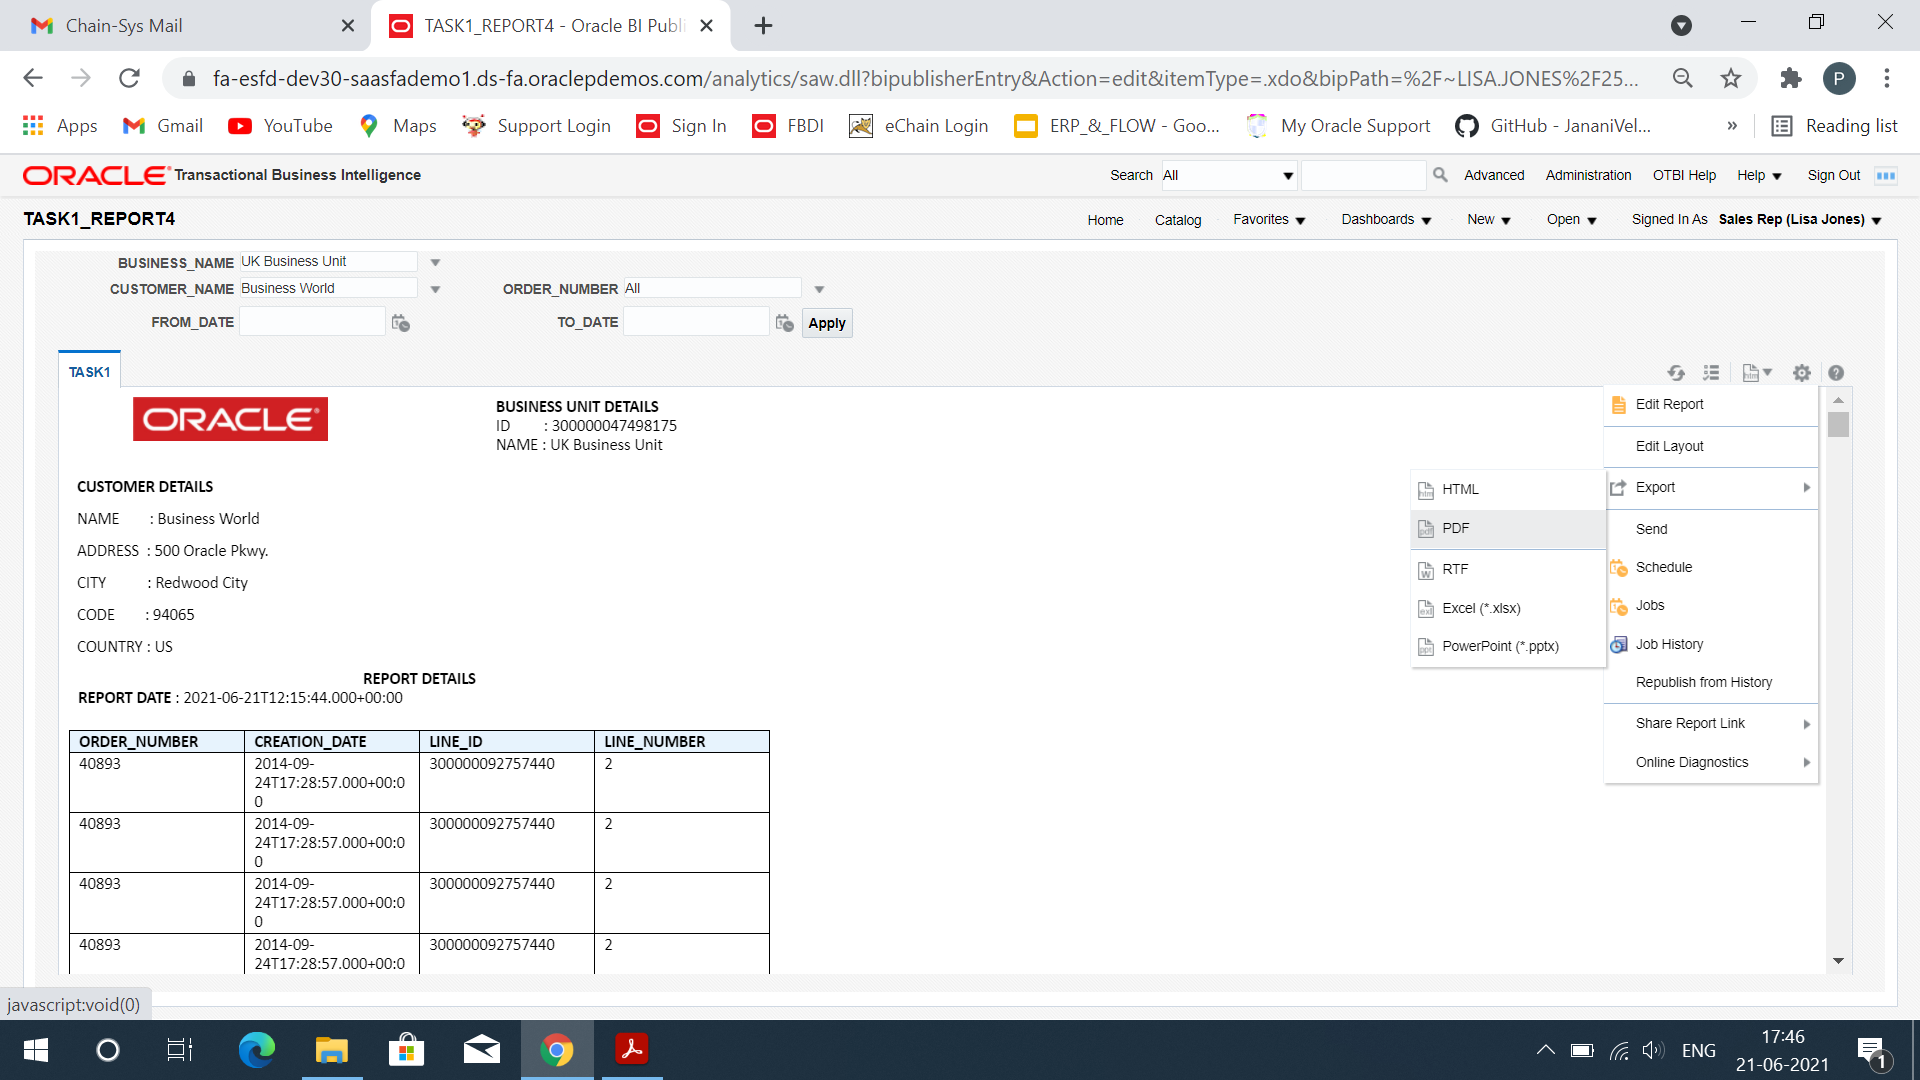 Chain-Sys Mail
TASK1_REPORT4 - Oracle BI Publi
fa-esfd-dev30-saasfademo1.ds-fa.oraclepdemos.com/analytics/saw.dll?bipublisherEntry&Action=edit&itemType=.xdo&bipPath=%2F~LISA.JONES%2F25...
P
Apps Gmail YouTube Maps Support Login Sign In FBDI eChain Login ERP_&_FLOW - Goo... My Oracle Support GitHub - JananiVel... » Reading list
ORACLE Transactional Business Intelligence
Search All Advanced Administration OTBI Help Help Sign Out
TASK1_REPORT4
Home Catalog Favorites Dashboards New Open Signed In As Sales Rep (Lisa Jones)
BUSINESS_NAME UK Business Unit
CUSTOMER_NAME Business World ORDER_NUMBER All
FROM_DATE TO_DATE Apply
TASK1
ORACLE
BUSINESS UNIT DETAILS
ID : 300000047498175
NAME : UK Business Unit
CUSTOMER DETAILS
NAME : Business World
ADDRESS : 500 Oracle Pkwy.
CITY : Redwood City
CODE : 94065
COUNTRY : US
REPORT DETAILS
REPORT DATE : 2021-06-21T12:15:44.000+00:00
ORDER_NUMBER CREATION_DATE LINE_ID LINE_NUMBER
40893 2014-09-24T17:28:57.000+00:00 300000092757440 2
40893 2014-09-24T17:28:57.000+00:00 300000092757440 2
40893 2014-09-24T17:28:57.000+00:00 300000092757440 2
40893 2014-09-24T17:28:57.000+00:0 300000092757440 2
Edit Report
Edit Layout
Export
Send
Schedule
Jobs
Job History
Republish from History
Share Report Link
Online Diagnostics
HTML
PDF
RTF
Excel (*.xlsx)
PowerPoint (*.pptx)
javascript:void(0)
ENG
17:46
21-06-2021
1